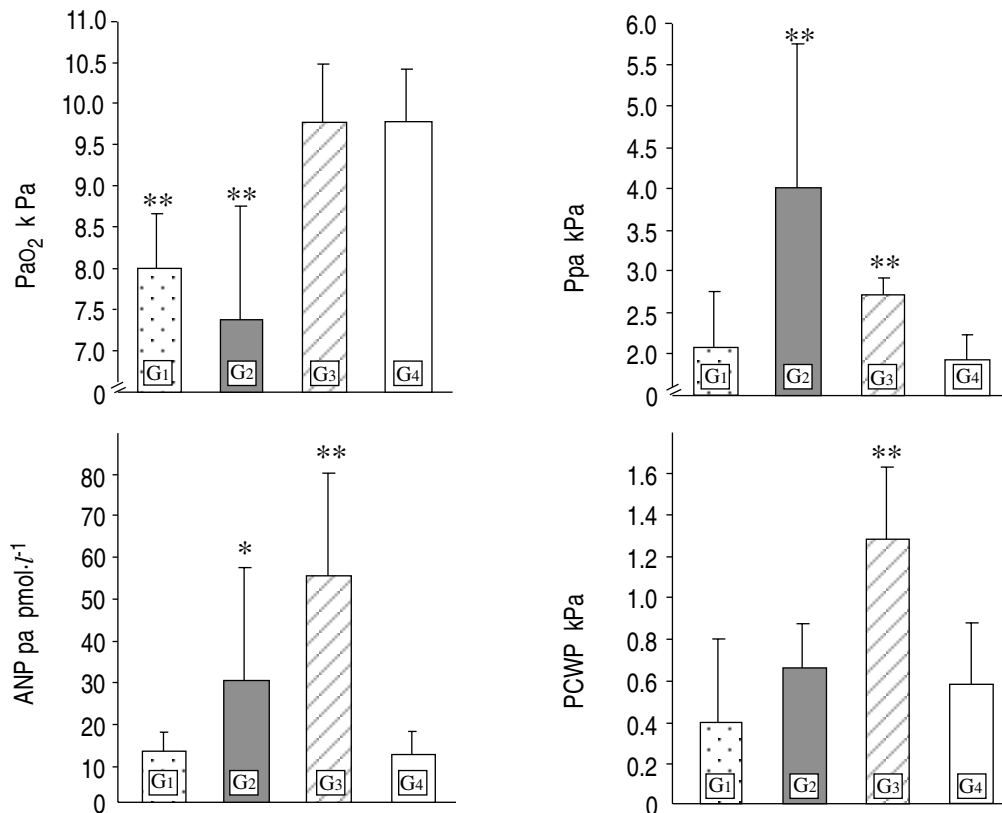 PaO2 k Pa
11.0
10.5
10.0
9.5
9.0
8.5
8.0
7.5
7.0
0
**
**
G1
G2
G3
G4
Ppa kPa
6.0
5.5
5.0
4.5
4.0
3.5
3.0
2.5
2.0
0
**
**
G1
G2
G3
G4
ANP pa pmol·l-1
80
70
60
50
40
30
20
10
0
*
**
G1
G2
G3
G4
PCWP kPa
1.6
1.4
1.2
1.0
0.8
0.6
0.4
0.2
0
**
G1
G2
G3
G4